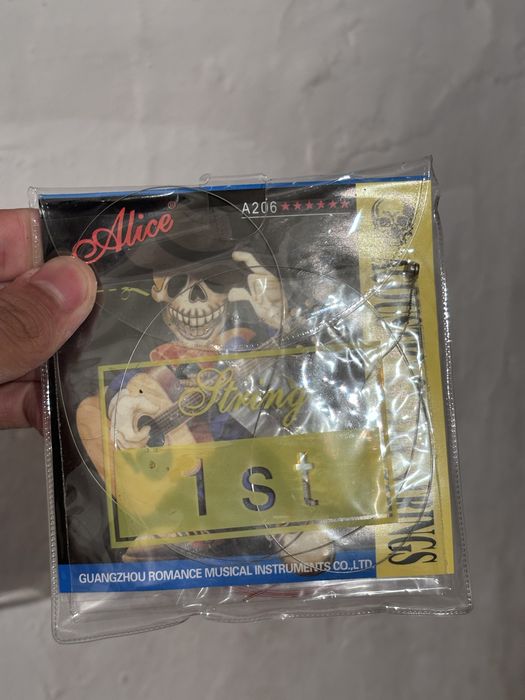 Alice®
A206 ★★★★★★
String
1st
GUANGZHOU ROMANCE MUSICAL INSTRUMENTS CO.,LTD.